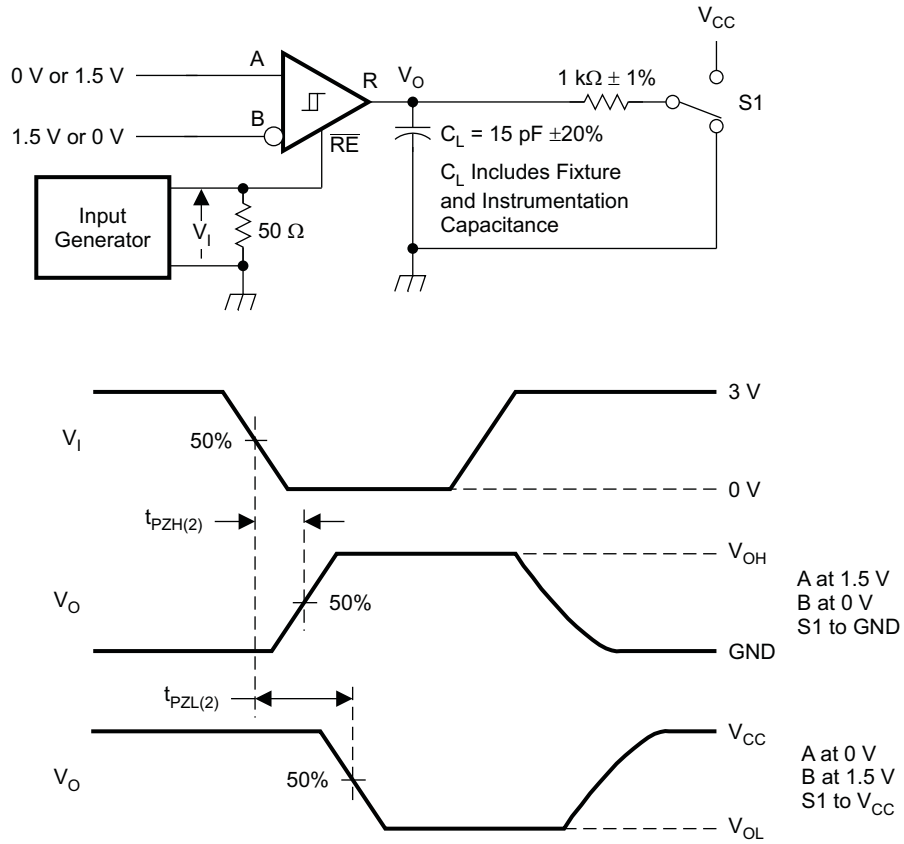 V_CC
0 V or 1.5 V
A
R
V_O
1 kΩ ± 1%
S1
1.5 V or 0 V
B
R̅E̅
C_L = 15 pF ±20%
C_L Includes Fixture
and Instrumentation
Capacitance
Input
Generator
V_I
50 Ω
3 V
V_I
50%
0 V
t_PZH(2)
V_OH
V_O
50%
A at 1.5 V
B at 0 V
S1 to GND
GND
t_PZL(2)
V_CC
V_O
50%
A at 0 V
B at 1.5 V
S1 to V_CC
V_OL